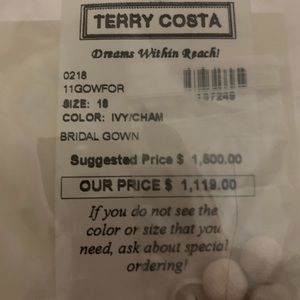 TERRY COSTA
Dreams Within Reach!
0218
11GOWFOR
SIZE: 18
COLOR: IVY/CHAM
BRIDAL GOWN
Suggested Price $ 1,600.00
OUR PRICE $ 1,119.00
If you do not see the
color or size that you
need, ask about special
ordering!